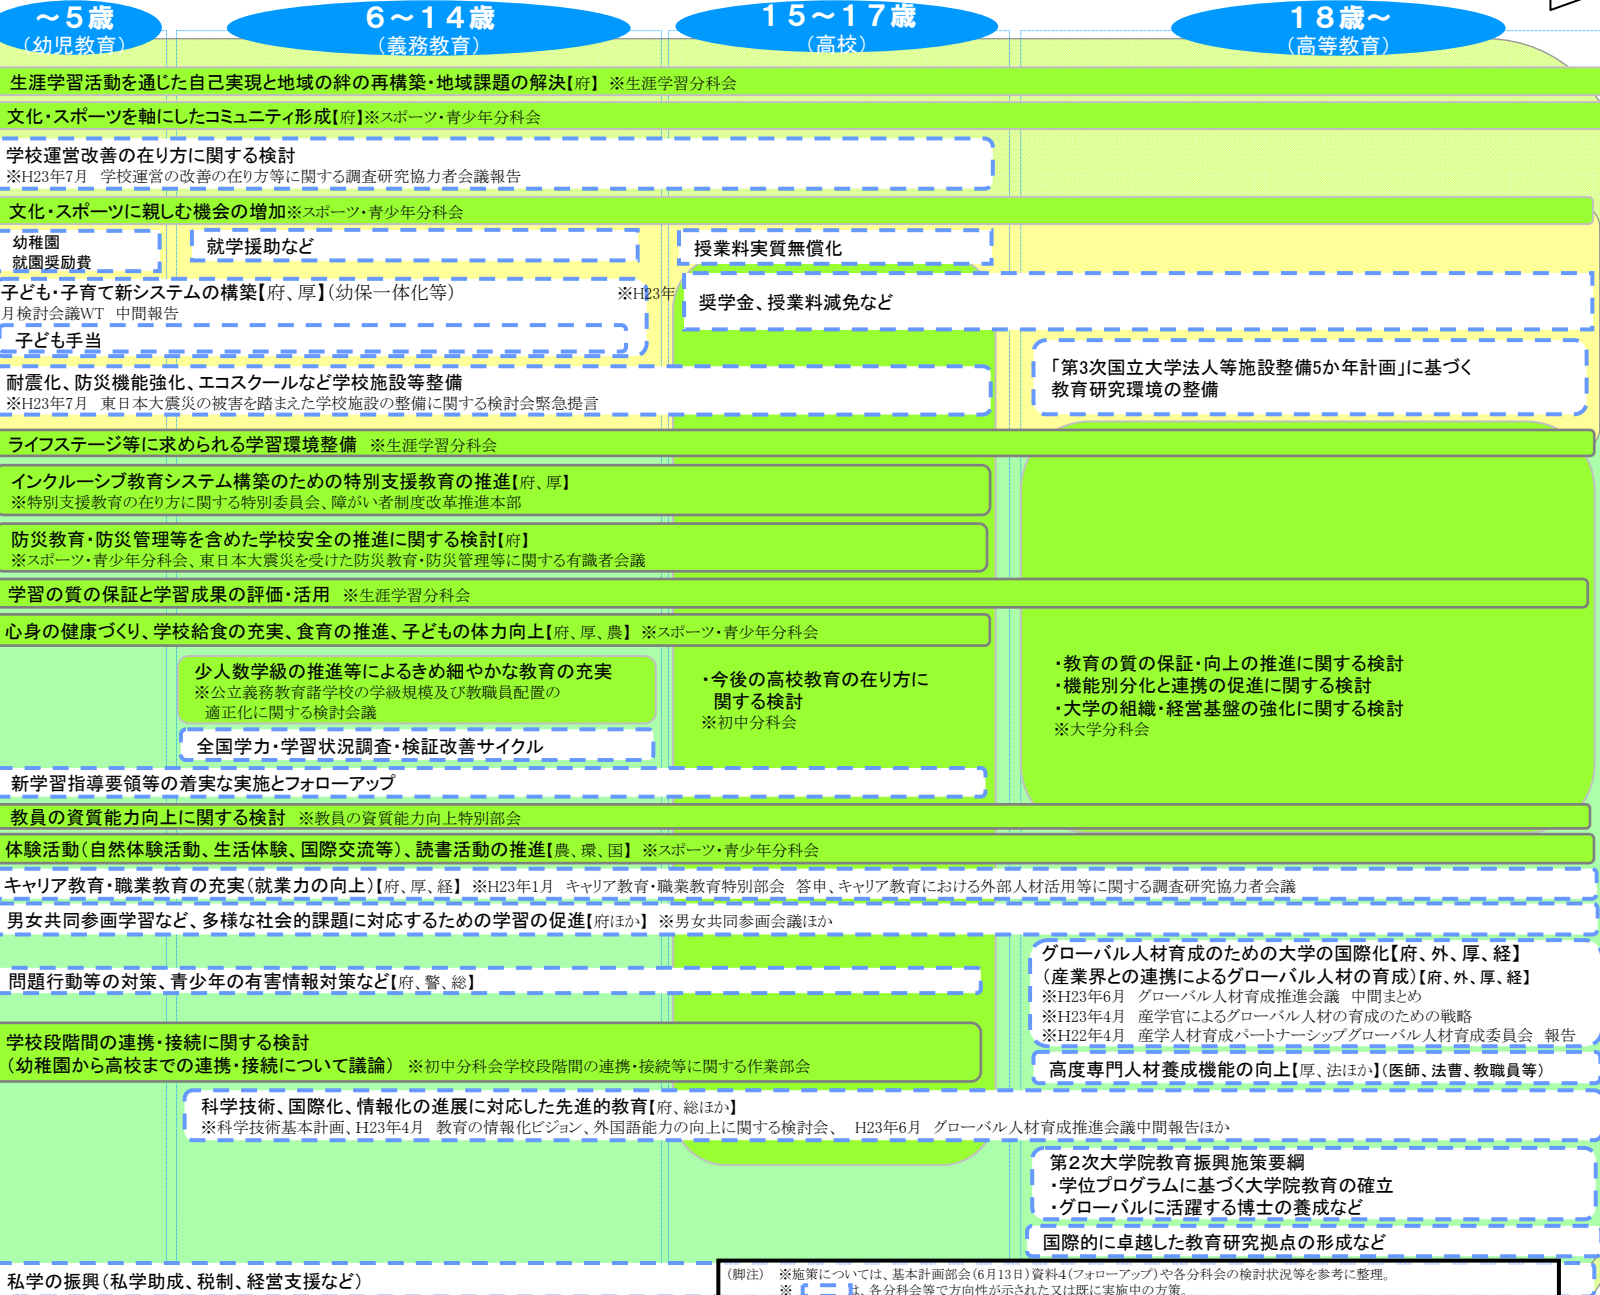 ～５歳
（幼児教育）
６～１４歳
（義務教育）
１５～１７歳
（高校）
１８歳～
（高等教育）
生涯学習活動を通じた自己実現と地域の絆の再構築・地域課題の解決【府】 ※生涯学習分科会
文化・スポーツを軸にしたコミュニティ形成【府】※スポーツ・青少年分科会
学校運営改善の在り方に関する検討
※H23年7月 学校運営の改善の在り方等に関する調査研究協力者会議報告
文化・スポーツに親しむ機会の増加※スポーツ・青少年分科会
幼稚園
就園奨励費
就学援助など
授業料実質無償化
子ども・子育て新システムの構築【府、厚】（幼保一体化等） ※H23年
月検討会議WT 中間報告
子ども手当
奨学金、授業料減免など
「第3次国立大学法人等施設整備5か年計画」に基づく
教育研究環境の整備
耐震化、防災機能強化、エコスクールなど学校施設等整備
※H23年7月 東日本大震災の被害を踏まえた学校施設の整備に関する検討会緊急提言
ライフステージ等に求められる学習環境整備 ※生涯学習分科会
インクルーシブ教育システム構築のための特別支援教育の推進【府、厚】
※特別支援教育の在り方に関する特別委員会、障がい者制度改革推進本部
防災教育・防災管理等を含めた学校安全の推進に関する検討【府】
※スポーツ・青少年分科会、東日本大震災を受けた防災教育・防災管理等に関する有識者会議
学習の質の保証と学習成果の評価・活用 ※生涯学習分科会
心身の健康づくり、学校給食の充実、食育の推進、子どもの体力向上【府、厚、農】 ※スポーツ・青少年分科会
少人数学級の推進等によるきめ細やかな教育の充実
※公立義務教育諸学校の学級規模及び教職員配置の
適正化に関する検討会議
全国学力・学習状況調査・検証改善サイクル
・今後の高校教育の在り方に
関する検討
※初中分科会
・教育の質の保証・向上の推進に関する検討
・機能別分化と連携の促進に関する検討
・大学の組織・経営基盤の強化に関する検討
※大学分科会
新学習指導要領等の着実な実施とフォローアップ
教員の資質能力向上に関する検討 ※教員の資質能力向上特別部会
体験活動（自然体験活動、生活体験、国際交流等）、読書活動の推進【農、環、国】 ※スポーツ・青少年分科会
キャリア教育・職業教育の充実（就業力の向上）【府、厚、経】 ※H23年1月 キャリア教育・職業教育特別部会 答申、キャリア教育における外部人材活用等に関する調査研究協力者会議
男女共同参画学習など、多様な社会的課題に対応するための学習の促進【府ほか】 ※男女共同参画会議ほか
問題行動等の対策、青少年の有害情報対策など【府、警、総】
グローバル人材育成のための大学の国際化【府、外、厚、経】
（産業界との連携によるグローバル人材の育成）【府、外、厚、経】
※H23年6月 グローバル人材育成推進会議 中間まとめ
※H23年4月 産学官によるグローバル人材の育成のための戦略
※H22年4月 産学人材育成パートナーシップグローバル人材育成委員会 報告
学校段階間の連携・接続に関する検討
（幼稚園から高校までの連携・接続について議論） ※初中分科会学校段階間の連携・接続等に関する作業部会
高度専門人材養成機能の向上【厚、法ほか】（医師、法曹、教職員等）
科学技術、国際化、情報化の進展に対応した先進的教育【府、総ほか】
※科学技術基本計画、H23年4月 教育の情報化ビジョン、外国語能力の向上に関する検討会、 H23年6月 グローバル人材育成推進会議中間報告ほか
第２次大学院教育振興施策要綱
・学位プログラムに基づく大学院教育の確立
・グローバルに活躍する博士の養成など
国際的に卓越した教育研究拠点の形成など
私学の振興（私学助成、税制、経営支援など）
（脚注） ※施策については、基本計画部会（6月13日）資料4（フォローアップ）や各分科会の検討状況等を参考に整理。
※ は、各分科会等で方向性が示された又は既に実施中の方策。